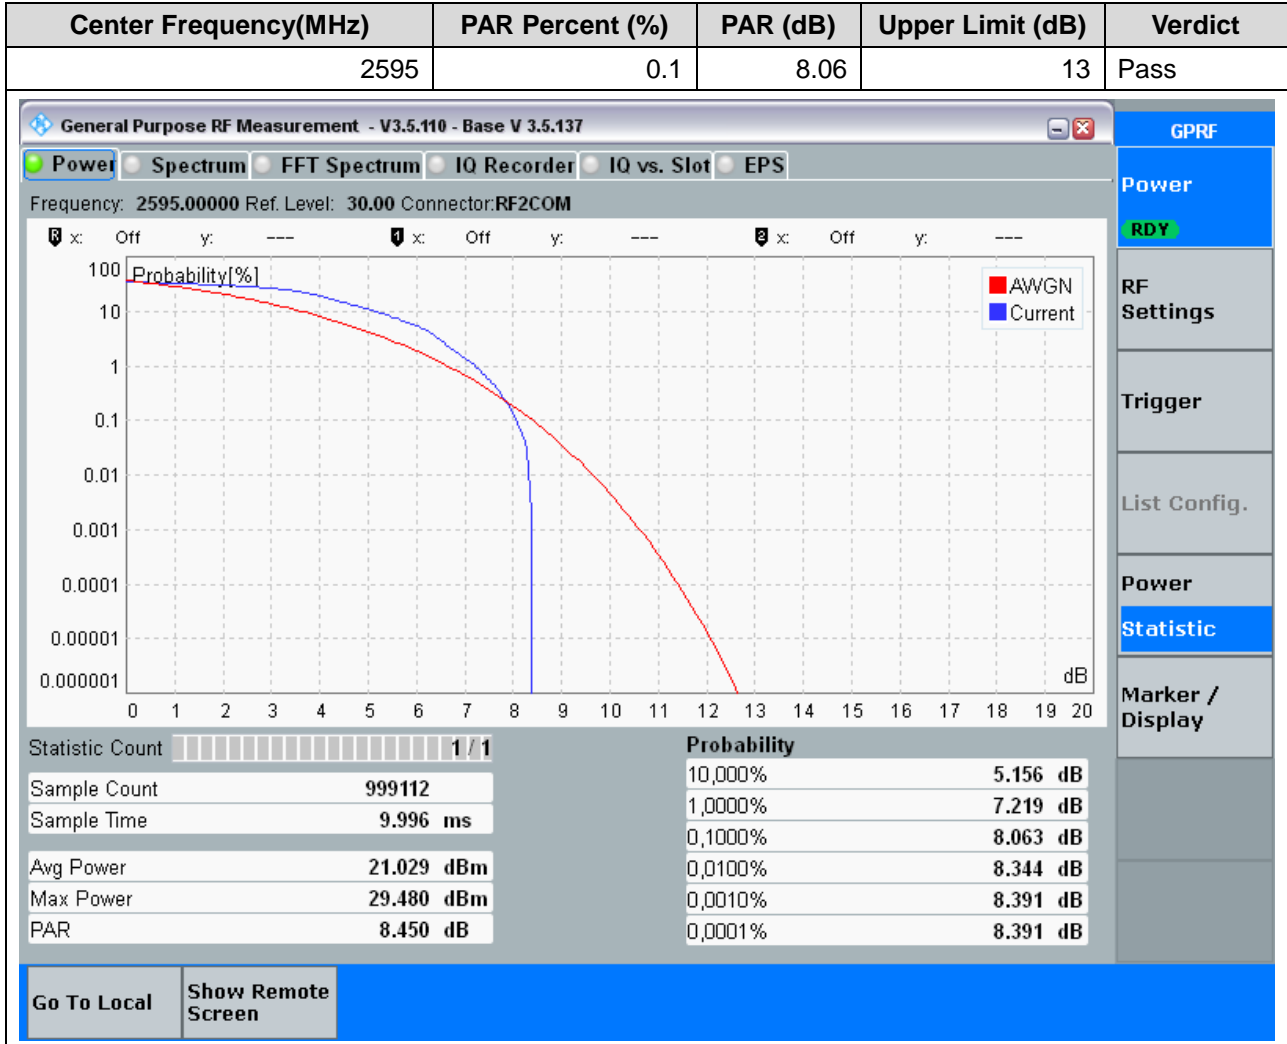 Center Frequency(MHz) PAR Percent (%) PAR (dB) Upper Limit (dB) Verdict
2595 0.1 8.06 13 Pass
General Purpose RF Measurement - V3.5.110 - Base V 3.5.137
GPRF
Power Spectrum FFT Spectrum IQ Recorder IQ vs. Slot EPS
Frequency: 2595.00000 Ref. Level: 30.00 Connector:RF2COM
R x: Off y: --- 1 x: Off y: --- 2 x: Off y: ---
Probability[%]
AWGN
Current
100
10
1
0.1
0.01
0.001
0.0001
0.00001
0.000001
dB
0 1 2 3 4 5 6 7 8 9 10 11 12 13 14 15 16 17 18 19 20
Statistic Count 1 / 1
Sample Count 999112
Sample Time 9.996 ms
Avg Power 21.029 dBm
Max Power 29.480 dBm
PAR 8.450 dB
Probability
10,000% 5.156 dB
1,0000% 7.219 dB
0,1000% 8.063 dB
0,0100% 8.344 dB
0,0010% 8.391 dB
0,0001% 8.391 dB
Power
RDY
RF
Settings
Trigger
List Config.
Power
Statistic
Marker /
Display
Go To Local
Show Remote
Screen